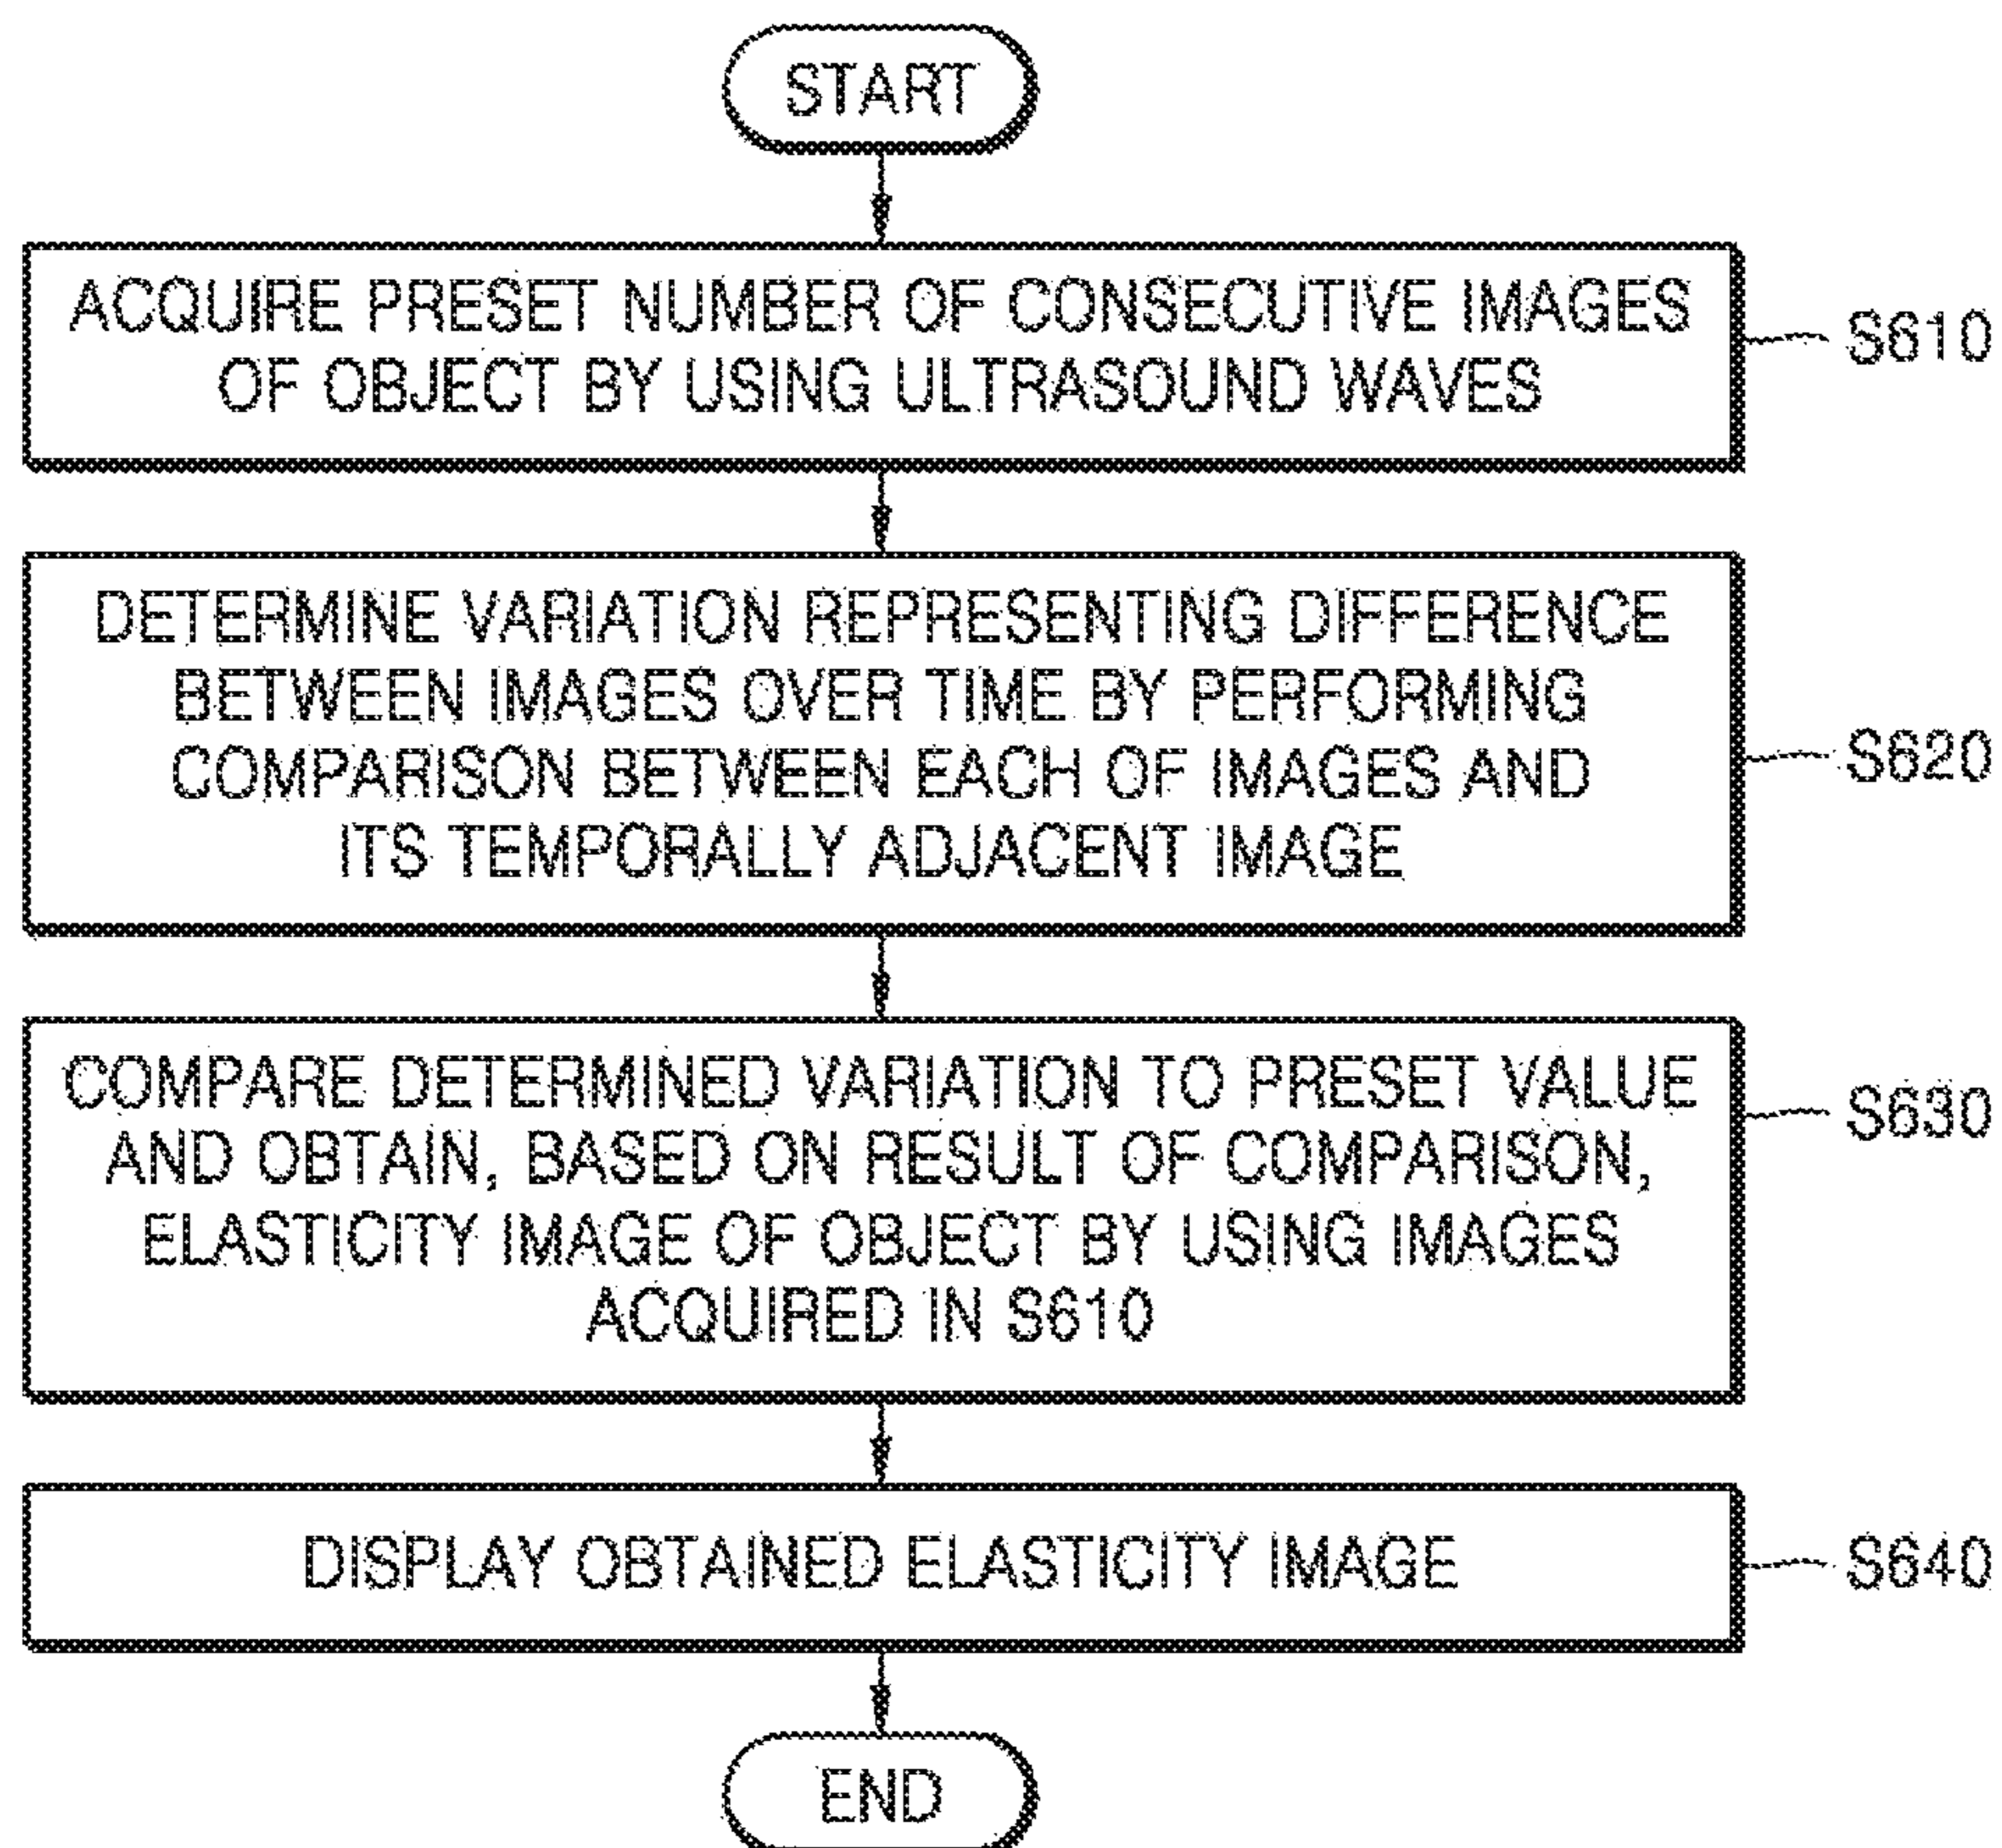 START
ACQUIRE PRESET NUMBER OF CONSECUTIVE IMAGES
OF OBJECT BY USING ULTRASOUND WAVES
S610
DETERMINE VARIATION REPRESENTING DIFFERENCE
BETWEEN IMAGES OVER TIME BY PERFORMING
COMPARISON BETWEEN EACH OF IMAGES AND
ITS TEMPORALLY ADJACENT IMAGE
S620
COMPARE DETERMINED VARIATION TO PRESET VALUE
AND OBTAIN, BASED ON RESULT OF COMPARISON,
ELASTICITY IMAGE OF OBJECT BY USING IMAGES
ACQUIRED IN S610
S630
DISPLAY OBTAINED ELASTICITY IMAGE
S640
END